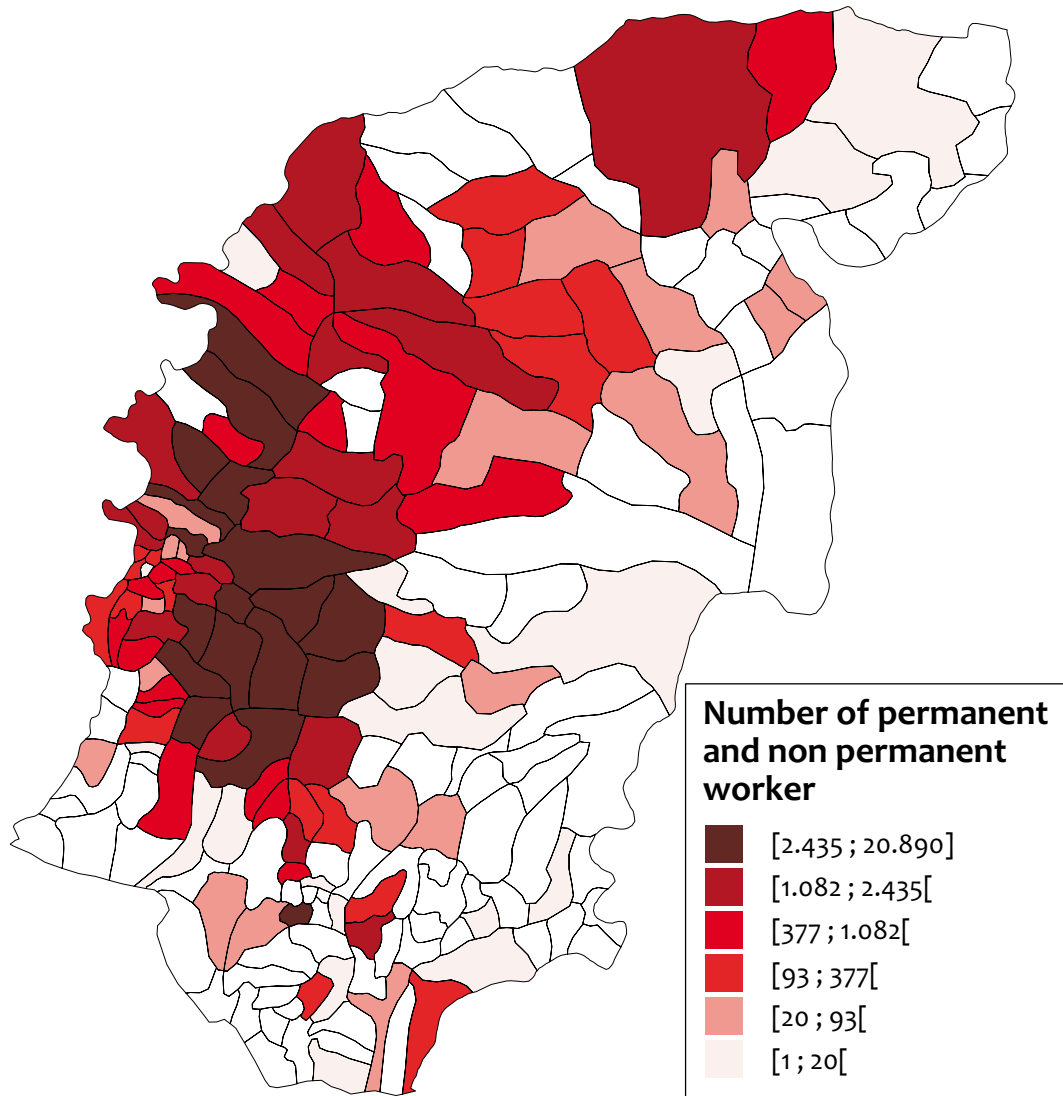 Number of permanent
and non permanent
worker
[2.435 ; 20.890]
[1.082 ; 2.435[
[377 ; 1.082[
[93 ; 377[
[20 ; 93[
[1 ; 20[